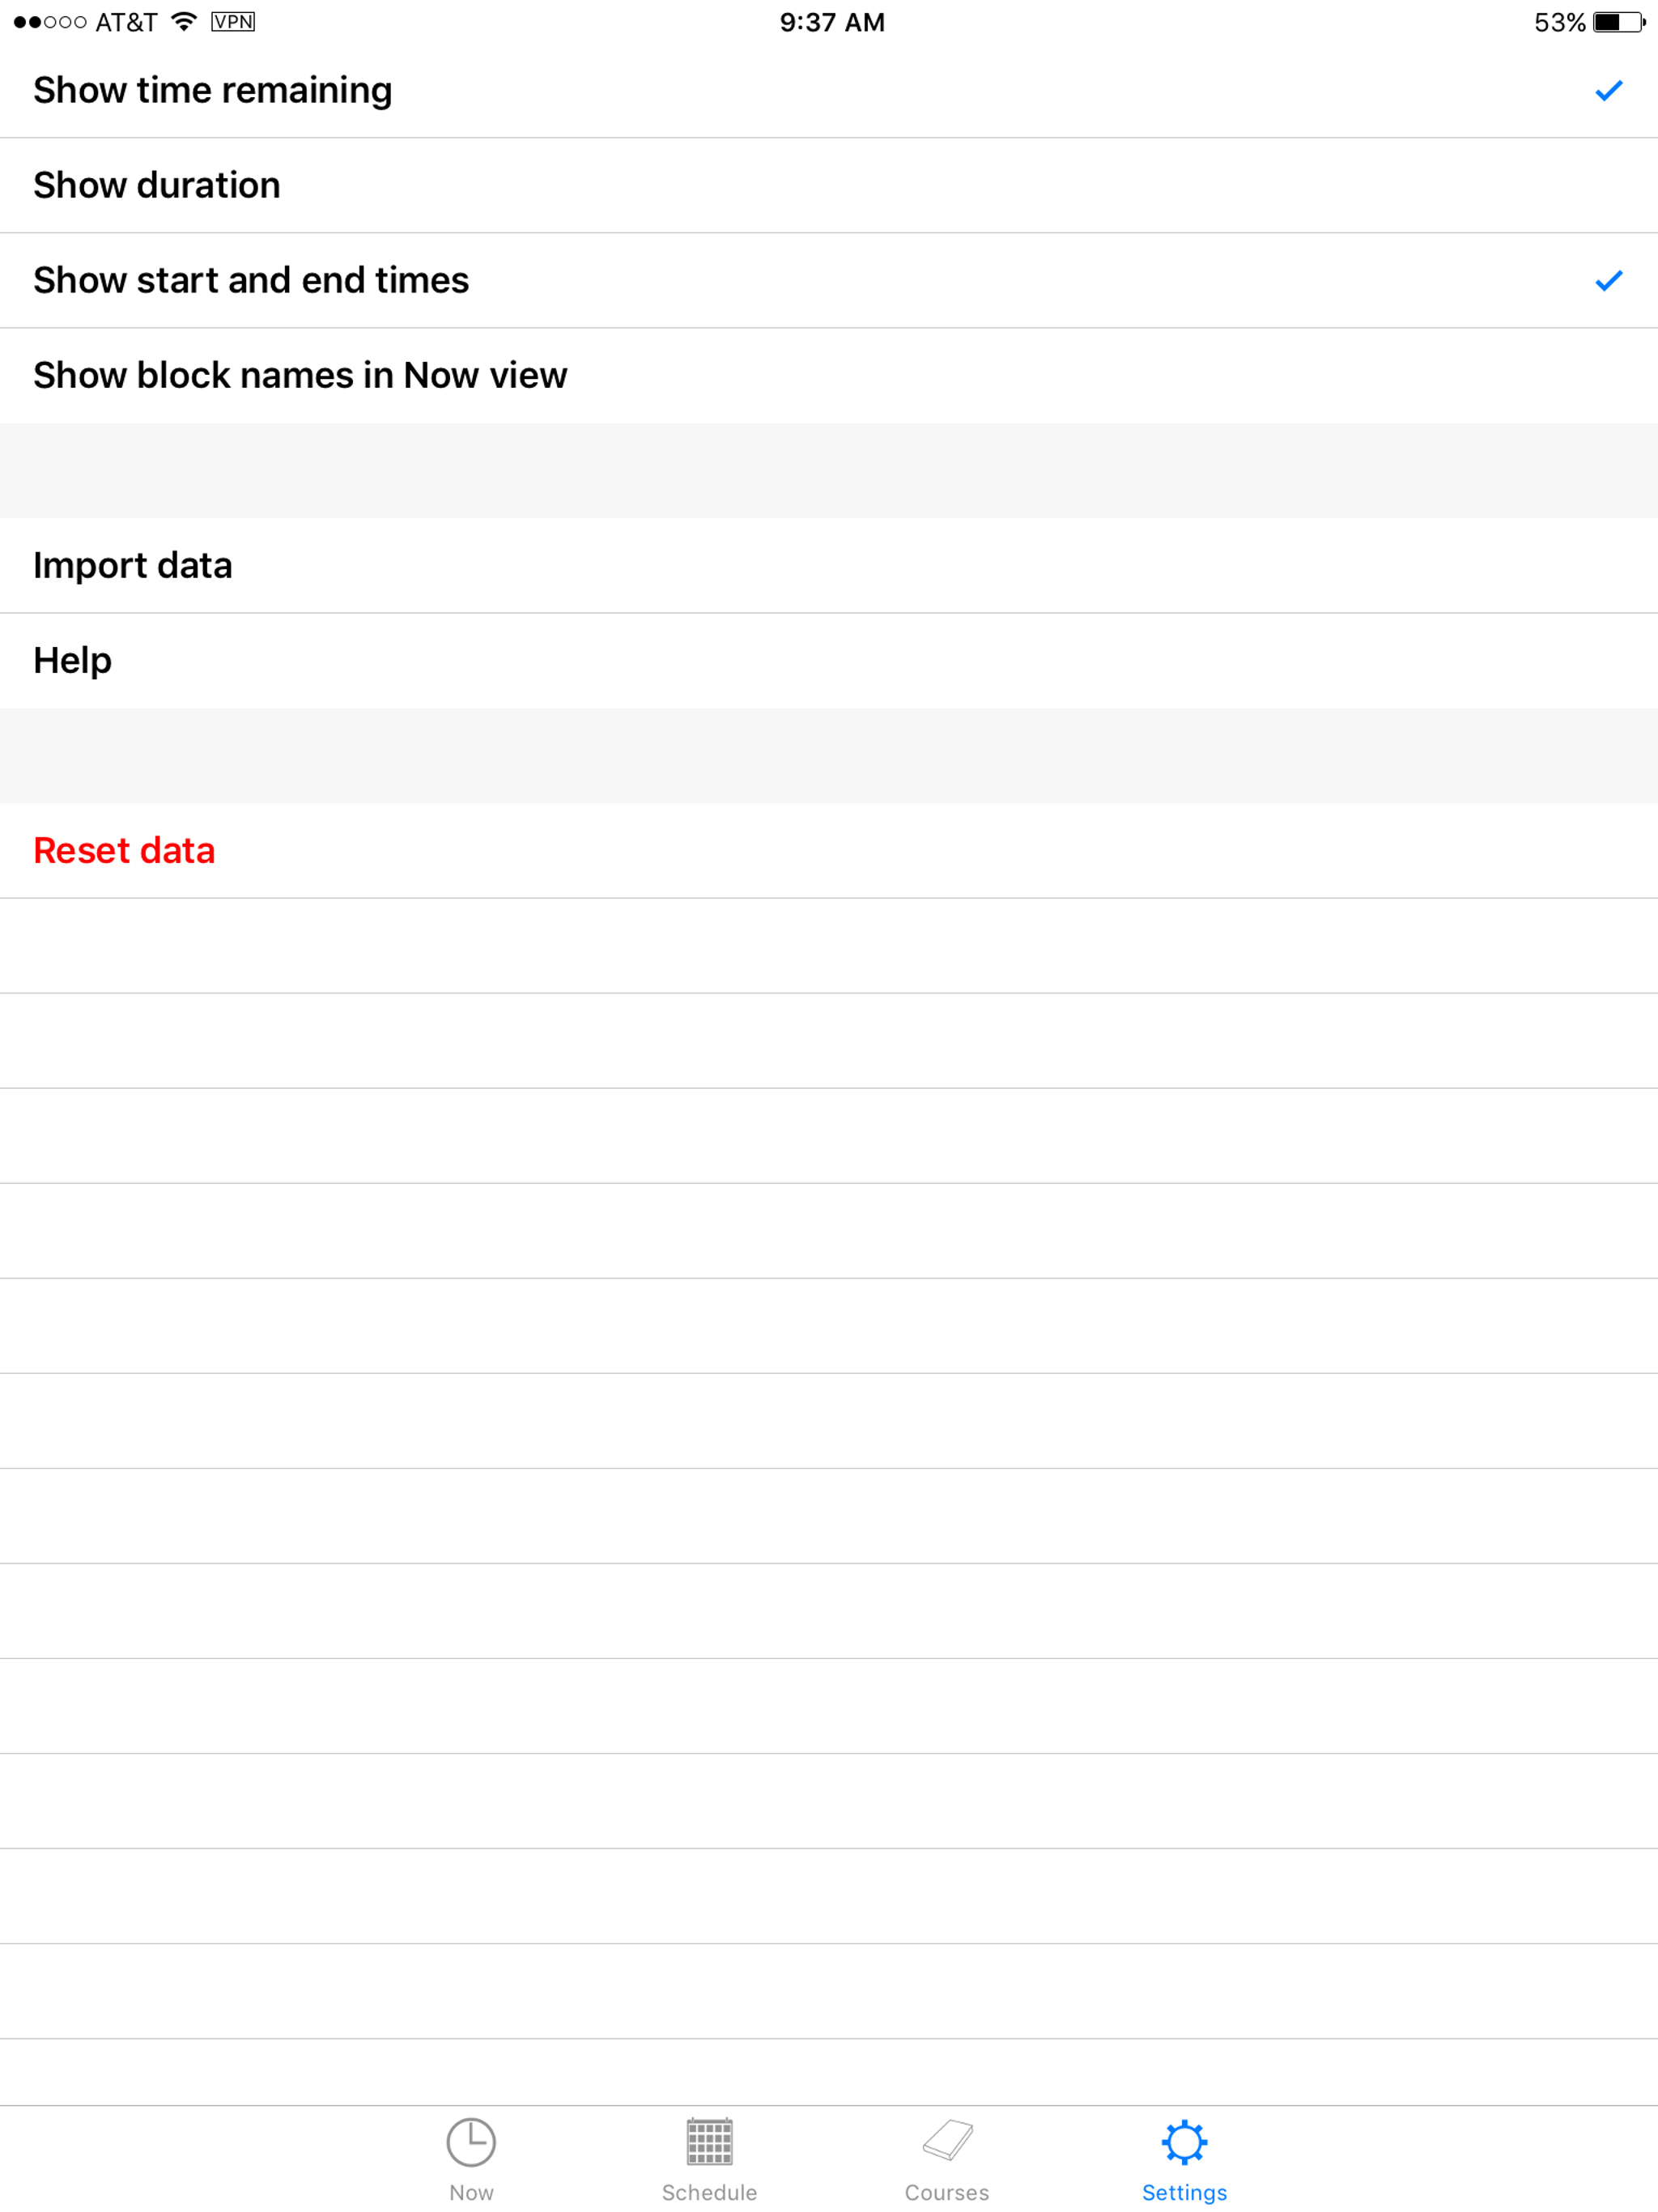 AT&T VPN 9:37 AM 53%
Show time remaining
Show duration
Show start and end times
Show block names in Now view
Import data
Help
Reset data
Now Schedule Courses Settings